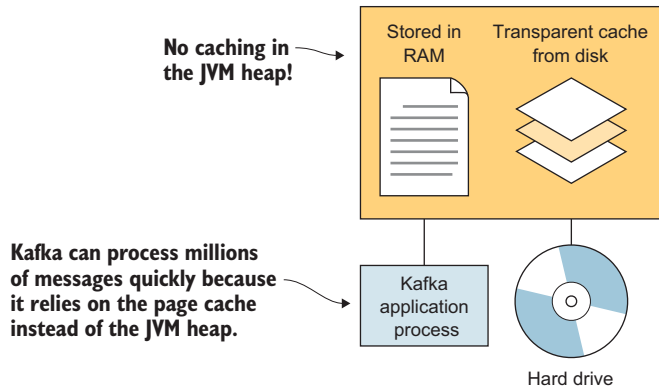 No caching in
the JVM heap!
Stored in
RAM
Transparent cache
from disk
Kafka can process millions
of messages quickly because
it relies on the page cache
instead of the JVM heap.
Kafka
application
process
Hard drive